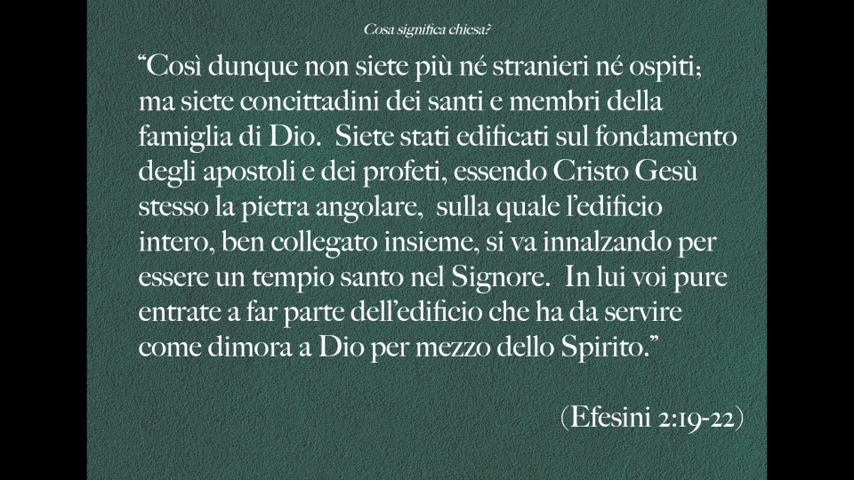 Cosa significa chiesa?
“Così dunque non siete più né stranieri né ospiti;
ma siete concittadini dei santi e membri della
famiglia di Dio.  Siete stati edificati sul fondamento
degli apostoli e dei profeti, essendo Cristo Gesù
stesso la pietra angolare,  sulla quale l’edificio
intero, ben collegato insieme, si va innalzando per
essere un tempio santo nel Signore.  In lui voi pure
entrate a far parte dell’edificio che ha da servire
come dimora a Dio per mezzo dello Spirito.”
(Efesini 2:19-22)